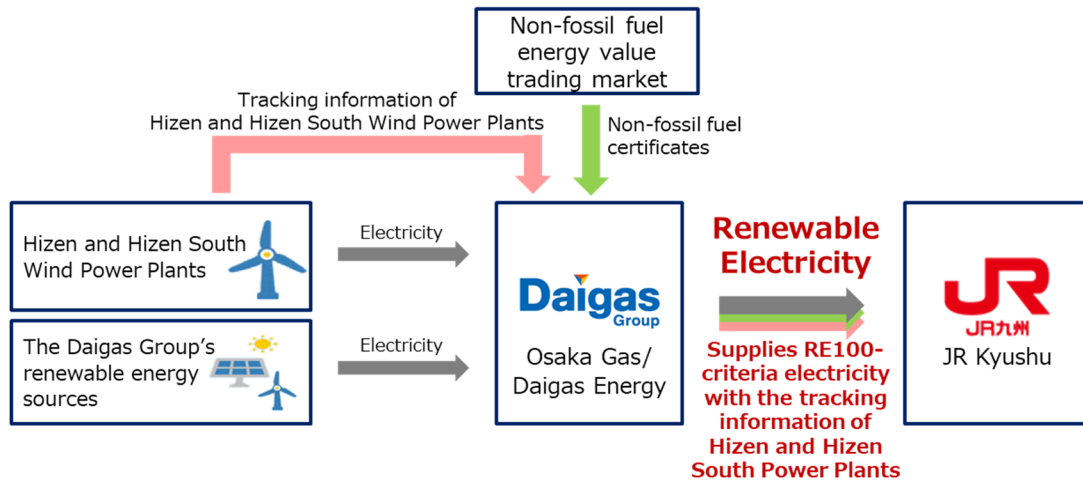 Non-fossil fuel
energy value
trading market
Tracking information of
Hizen and Hizen South Wind Power Plants
Non-fossil fuel
certificates
Hizen and Hizen South
Wind Power Plants
Electricity
The Daigas Group's
renewable energy
sources
Electricity
Daigas
Group
Osaka Gas/
Daigas Energy
Renewable
Electricity
Supplies RE100-
criteria electricity
with the tracking
information of
Hizen and Hizen
South Power Plants
JR
JR九州
JR Kyushu